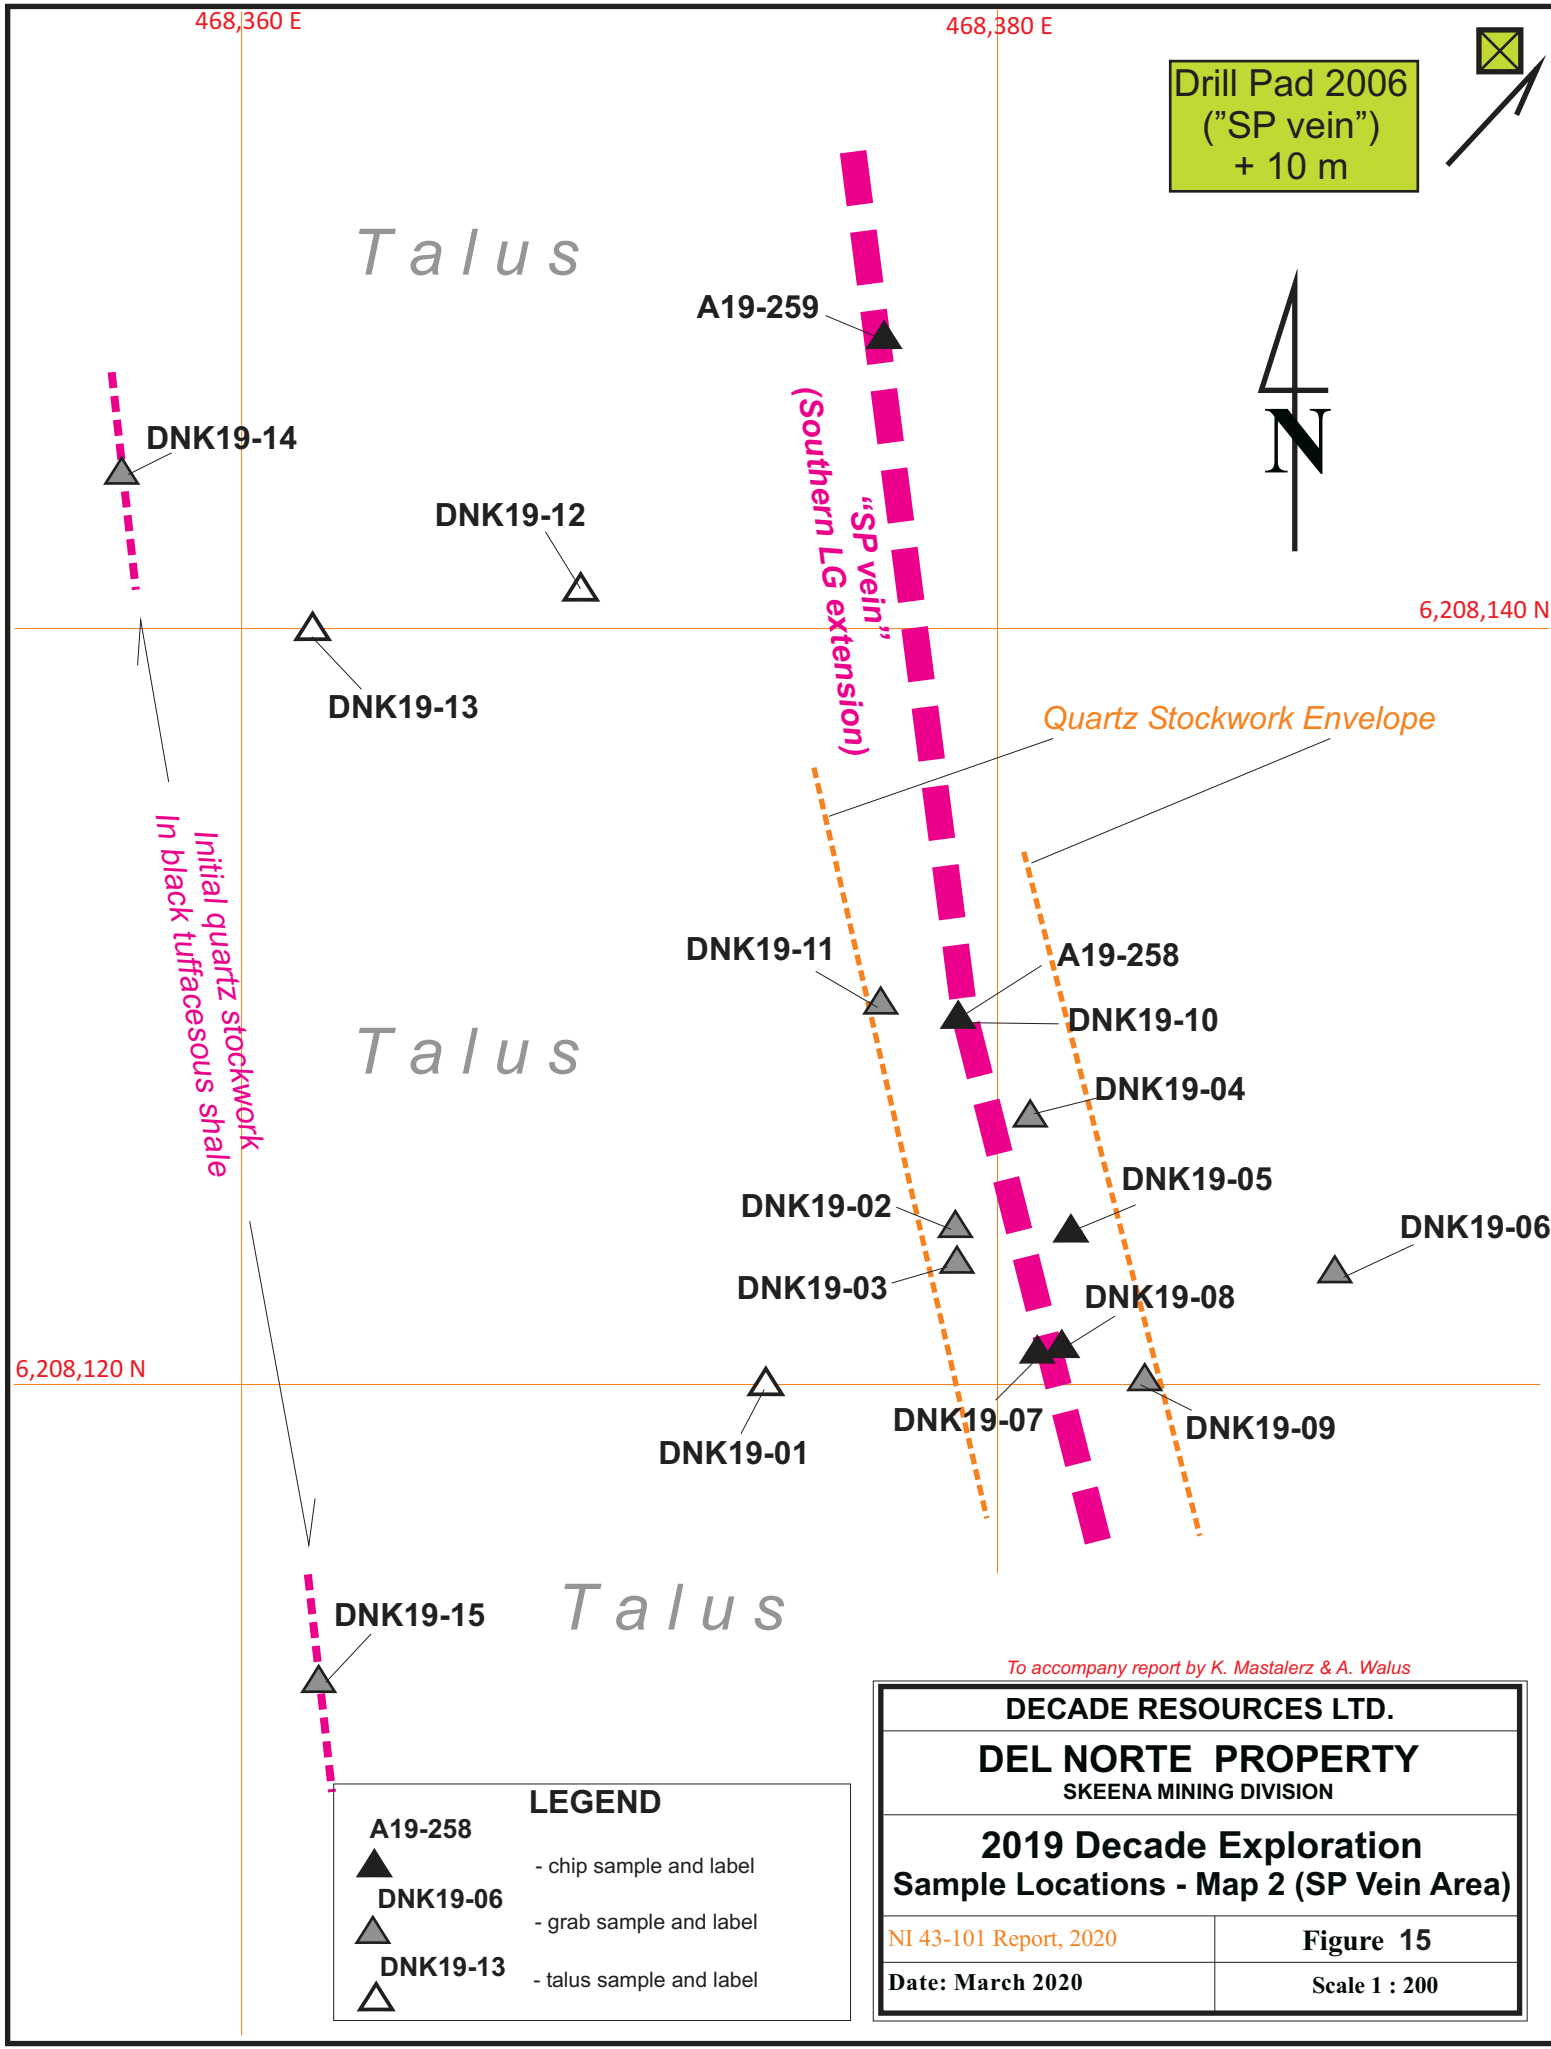 468,360 E
468,380 E
Drill Pad 2006
("SP vein")
+ 10 m
Talus
A19-259
DNK19-14
DNK19-12
N
"SP vein"
(Southern LG extension)
6,208,140 N
DNK19-13
Quartz Stockwork Envelope
Initial quartz stockwork
In black tuffacesous shale
DNK19-11
A19-258
DNK19-10
Talus
DNK19-04
DNK19-05
DNK19-02
DNK19-06
DNK19-03
DNK19-08
6,208,120 N
DNK19-07
DNK19-09
DNK19-01
Talus
DNK19-15
To accompany report by K. Mastalerz & A. Walus
DECADE RESOURCES LTD.
DEL NORTE PROPERTY
SKEENA MINING DIVISION
2019 Decade Exploration
Sample Locations - Map 2 (SP Vein Area)
NI 43-101 Report, 2020
Figure 15
Date: March 2020
Scale 1 : 200
LEGEND
A19-258
- chip sample and label
DNK19-06
- grab sample and label
DNK19-13
- talus sample and label